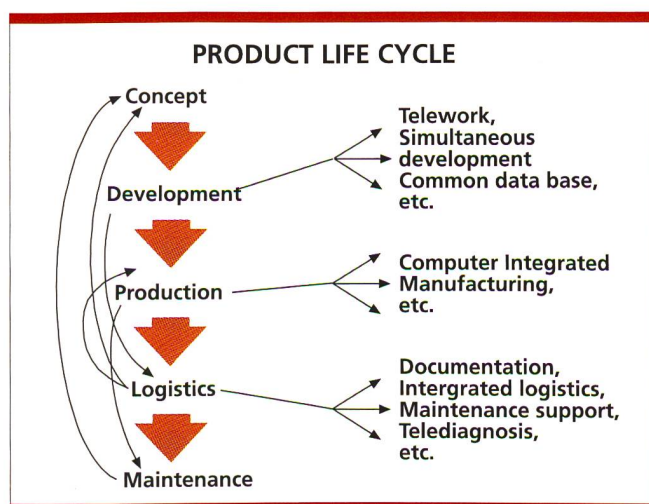 PRODUCT LIFE CYCLE
Concept
Telework,
Simultaneous
development
Common data base,
etc.
Development
Computer Integrated
Manufacturing,
etc.
Production
Documentation,
Intergrated logistics,
Maintenance support,
Telediagnosis,
etc.
Logistics
Maintenance